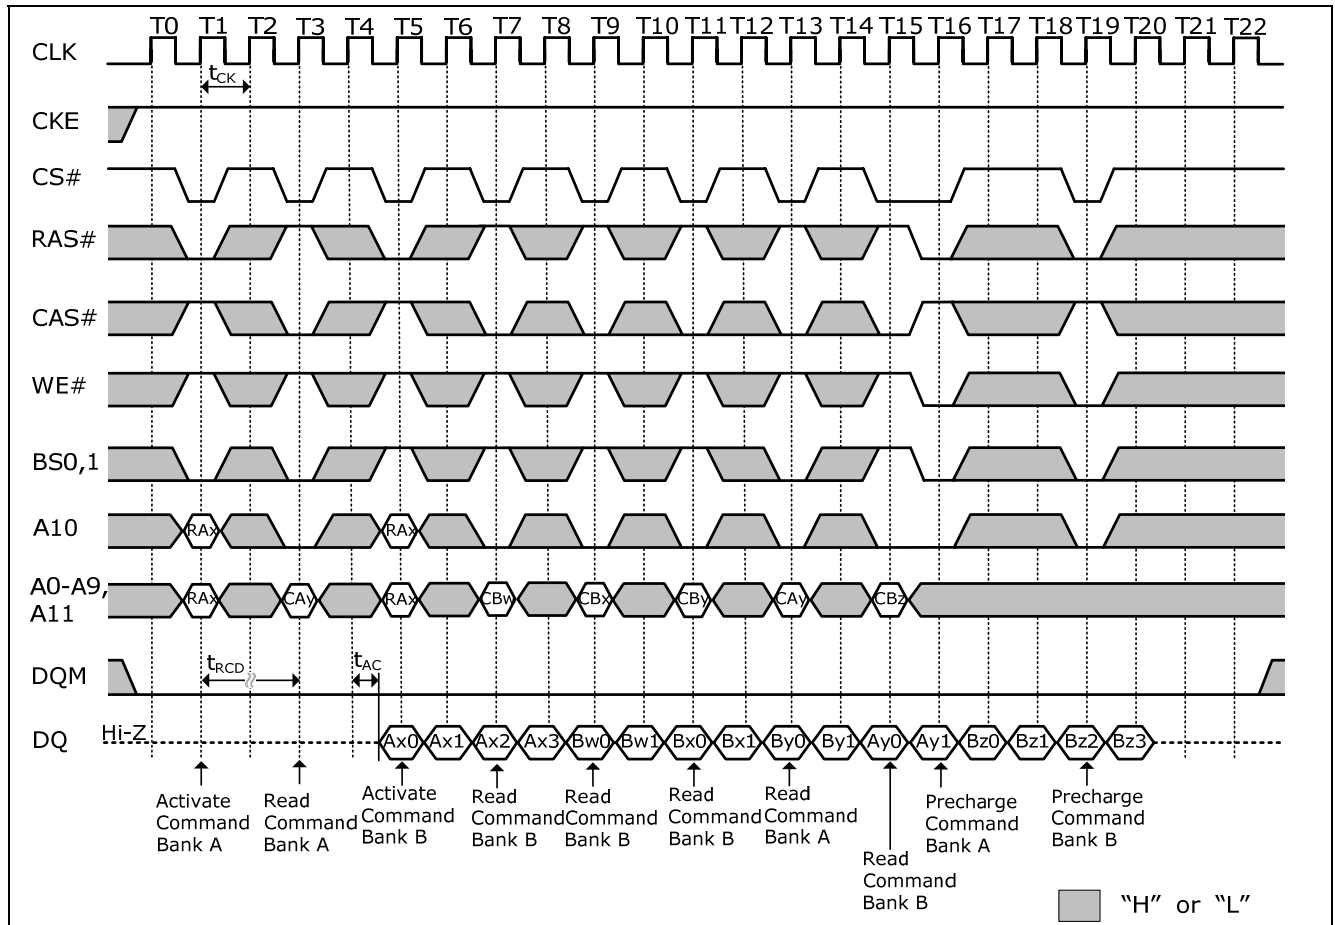 T0 T1 T2 T3 T4 T5 T6 T7 T8 T9 T10 T11 T12 T13 T14 T15 T16 T17 T18 T19 T20 T21 T22
CLK
tCK
CKE
CS#
RAS#
CAS#
WE#
BS0,1
A10 RAx RAx
A0-A9,
A11
RAx CAy RAx CBw CBx CBy CAy CBz
DQM
tRCD tAC
DQ Hi-Z Ax0 Ax1 Ax2 Ax3 Bw0 Bw1 Bx0 Bx1 By0 By1 Ay0 Ay1 Bz0 Bz1 Bz2 Bz3
Activate
Command
Bank A
Read
Command
Bank A
Activate
Command
Bank B
Read
Command
Bank B
Read
Command
Bank B
Read
Command
Bank B
Read
Command
Bank A
Read
Command
Bank B
Precharge
Command
Bank A
Precharge
Command
Bank B
"H" or "L"